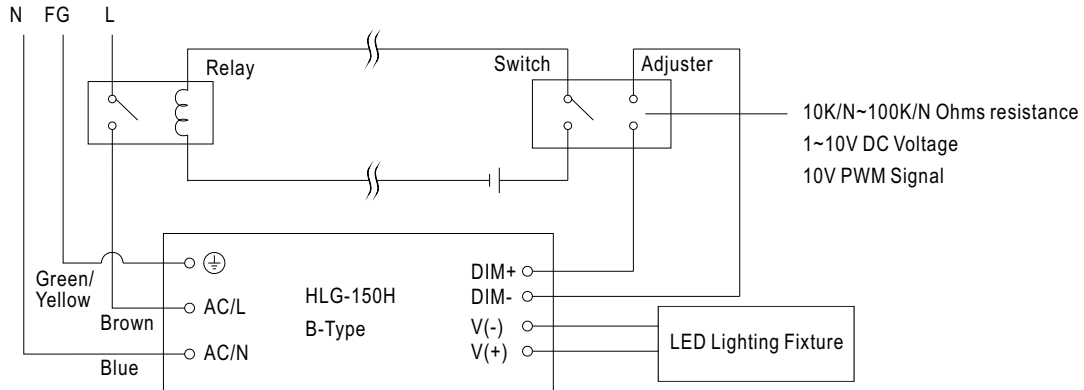 N FG L
Relay
Switch
Adjuster
10K/N~100K/N Ohms resistance
1~10V DC Voltage
10V PWM Signal
Green/
Yellow
Brown
Blue
AC/L
AC/N
HLG-150H
B-Type
DIM+
DIM-
V(-)
V(+)
LED Lighting Fixture